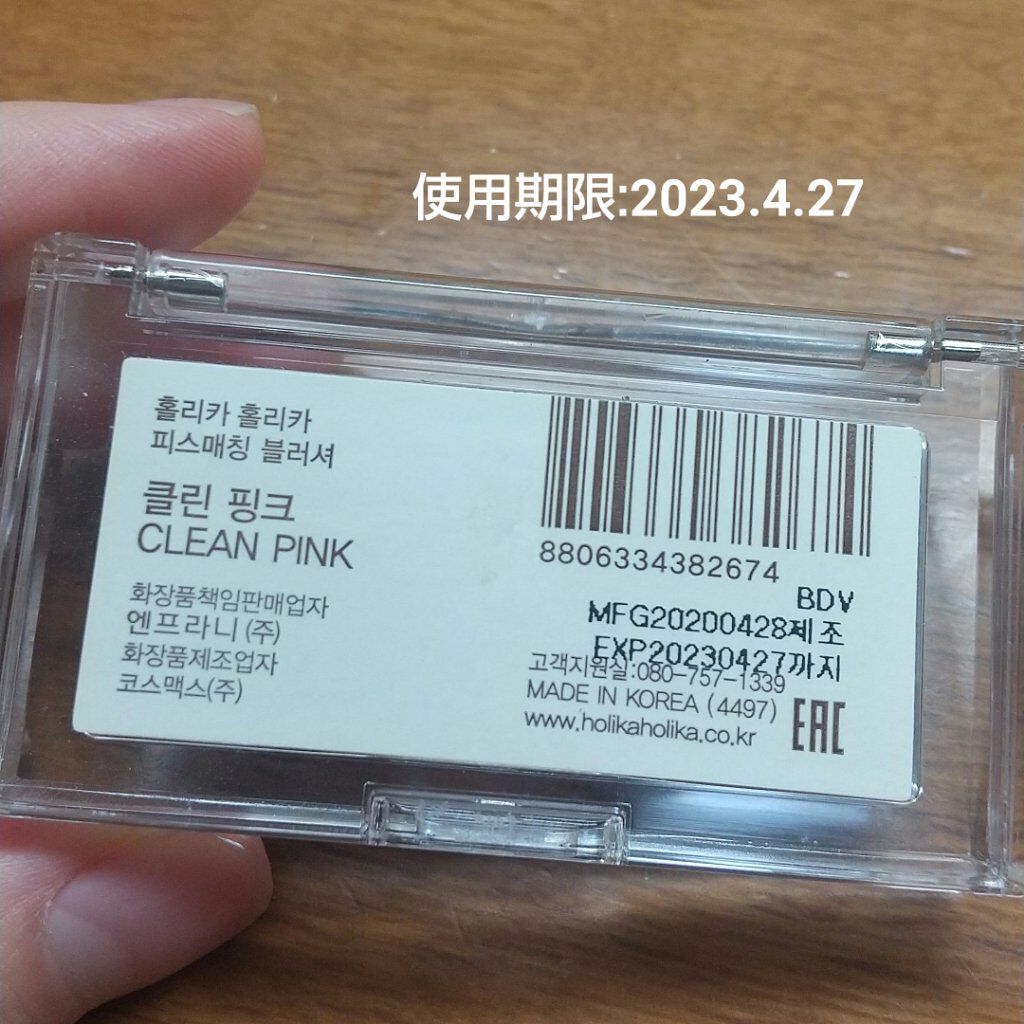 使用期限:2023.4.27
홀리카 홀리카
피스매칭 블러셔
클린 핑크
CLEAN PINK
화장품책임판매업자
엔프라니 (주)
화장품제조업자
코스맥스(주)
8806334382674
BDV
MFG20200428제조
EXP20230427까지
고객지원실:080-757-1339
MADE IN KOREA (4497)
www.holikaholika.co.kr
EAC